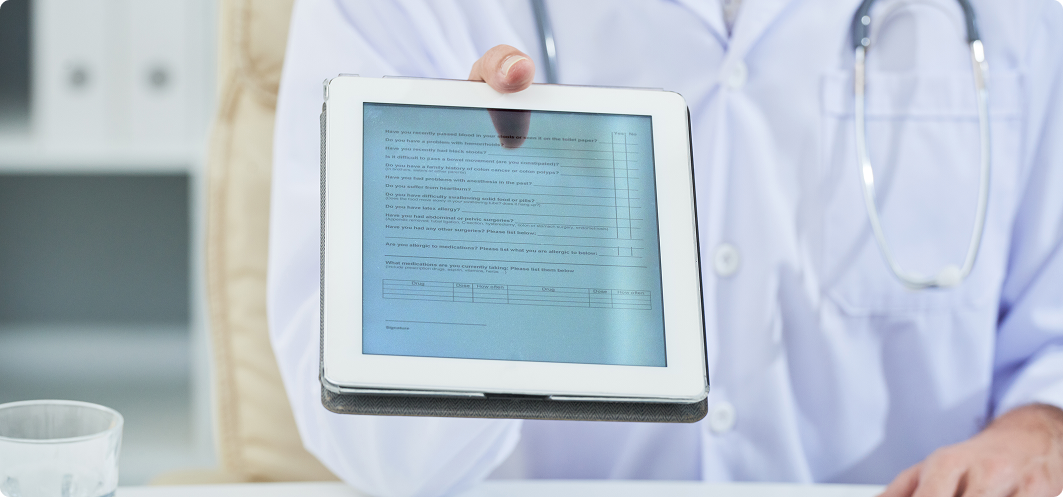 Yes No
Have you recently passed blood in your stools or seen it on the toilet paper?
Do you have a problem with hemorrhoids?
Have you recently had black stools?
Is it difficult to pass a bowel movement (are you constipated)?
Do you have a family history of colon cancer or colon polyps?
Have you had problems with anesthesia in the past?
Do you suffer from heartburn?
Do you have difficulty swallowing solid food or pills?
Do you have latex allergy?
Have you had abdominal or pelvic surgeries?
Have you had any other surgeries? Please list below:
Are you allergic to medications? Please list what you are allergic to below:
What medications are you currently taking: Please list them below
Drug Dose How often Drug Dose How often
Signature